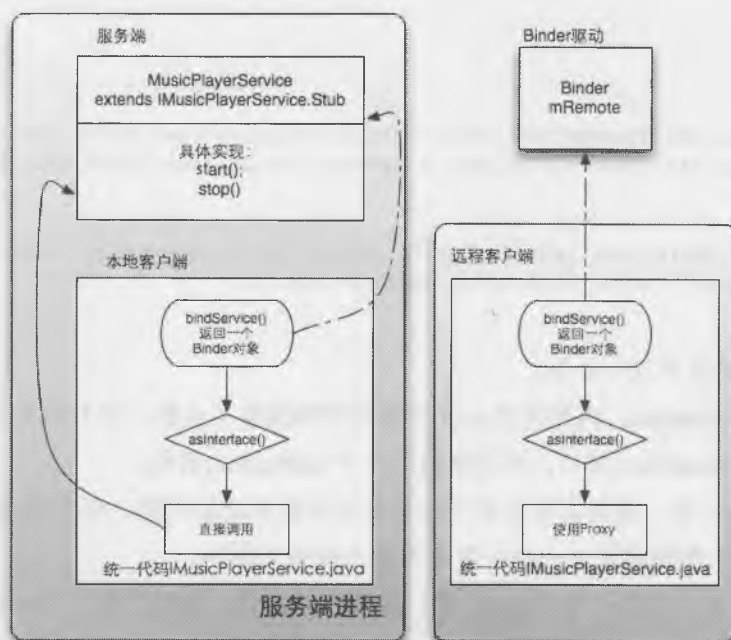 服务端
MusicPlayerService
extends IMusicPlayerService.Stub
具体实现:
start();
stop()
本地客户端
bindService()
返回一个
Binder对象
asInterface()
直接调用
统一代码IMusicPlayerService.java
服务端进程
Binder驱动
Binder
mRemote
远程客户端
bindService()
返回一个
Binder对象
asInterface()
使用Proxy
统一代码IMusicPlayerService.java